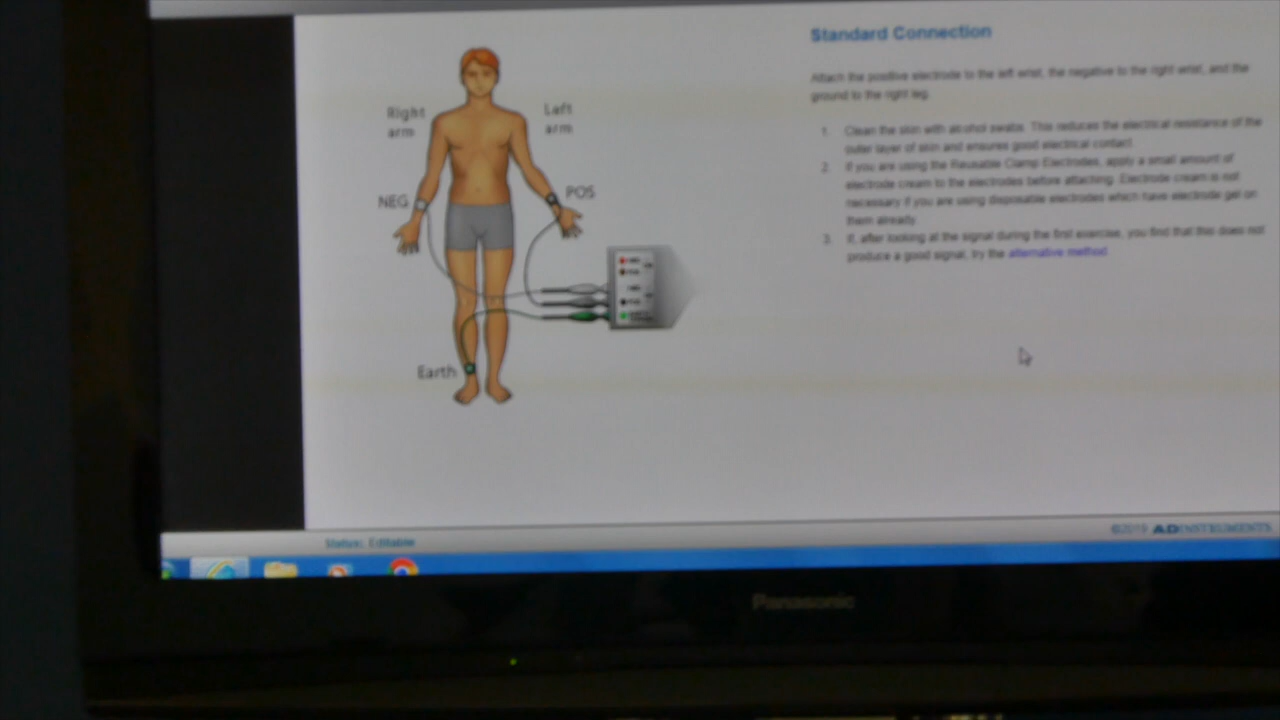 Standard Connection
Attach the positive electrode to the left wrist, the negative to the right wrist, and the
ground to the right leg.
1. Clean the skin with alcohol swabs. This reduces the electrical resistance of the
outer layer of skin and ensures good electrical contact.
2. If you are using the Reusable Clamp Electrodes, apply a small amount of
electrode cream to the electrodes before attaching. Electrode cream is not
necessary if you are using disposable electrodes which have electrode gel on
them already.
3. If, after looking at the signal during the first exercise, you find that this does not
produce a good signal, try the alternative method.
Right
arm
Left
arm
NEG
POS
Earth
Status: Editable
ADINSTRUMENTS
Panasonic